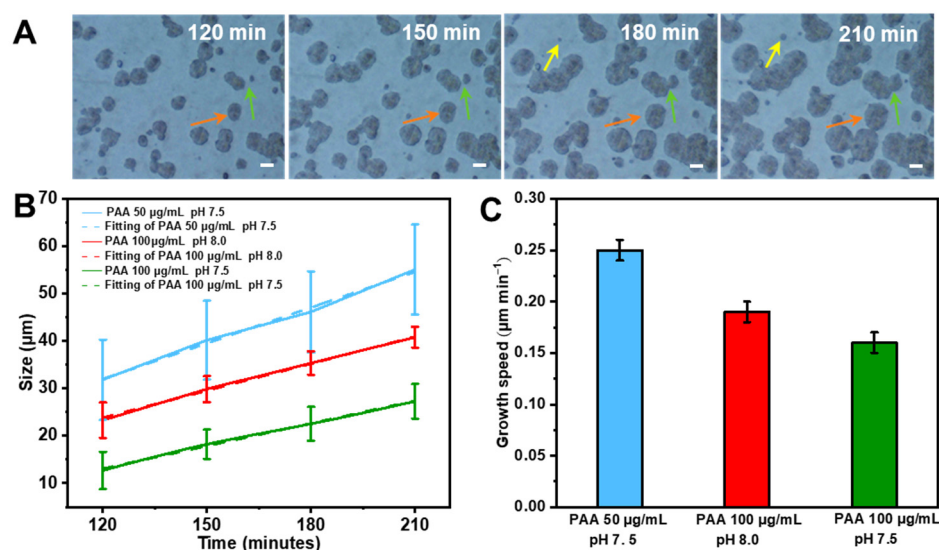 A
120 min
150 min
180 min
210 min
B
70
60
50
40
30
20
10
Size (µm)
PAA 50 µg/mL pH 7.5
Fitting of PAA 50 µg/mL pH 7.5
PAA 100µg/mL pH 8.0
Fitting of PAA 100 µg/mL pH 8.0
PAA 100 µg/mL pH 7.5
Fitting of PAA 100 µg/mL pH 7.5
120 150 180 210
Time (minutes)
C
0.30
0.25
0.20
0.15
0.10
0.05
0.00
Growth speed (µm min⁻¹)
PAA 50 µg/mL
pH 7. 5
PAA 100 µg/mL
pH 8.0
PAA 100 µg/mL
pH 7.5